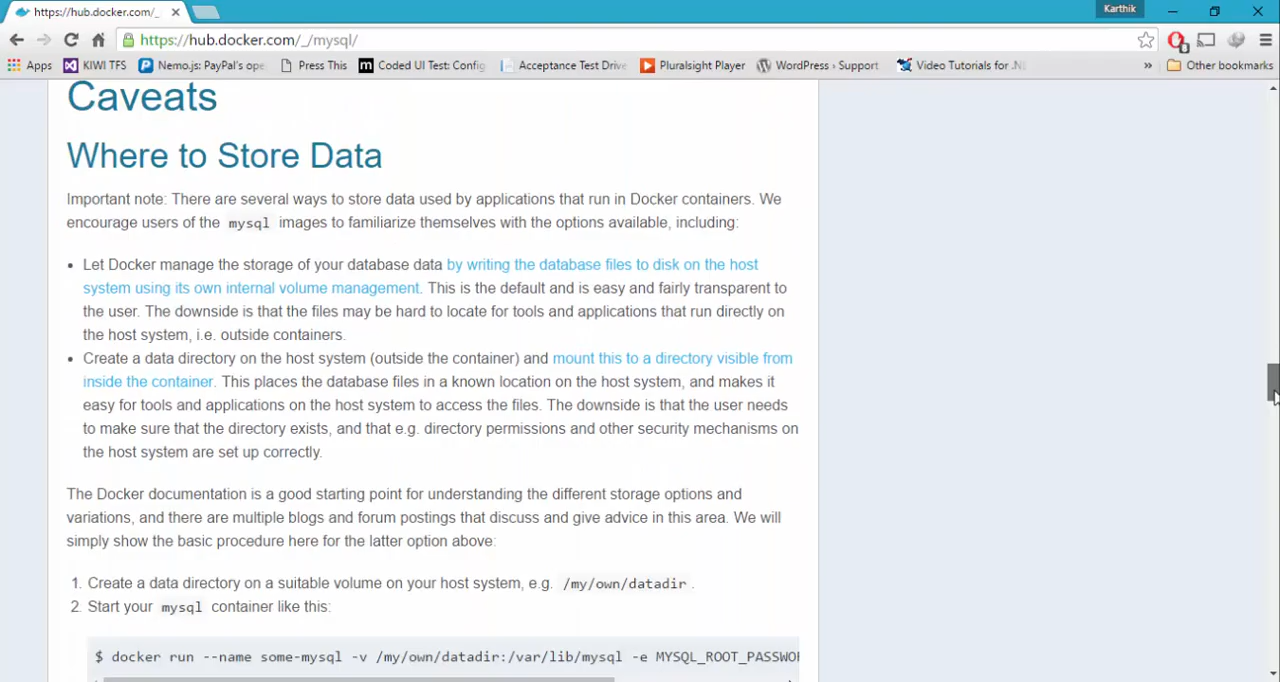 https://hub.docker.com/_
Karthik
https://hub.docker.com/_/mysql/
Apps KIWI TFS Nemo.js: PayPal's ope Press This Coded UI Test: Config Acceptance Test Drive Pluralsight Player WordPress › Support Video Tutorials for .N » Other bookmarks
Caveats
Where to Store Data
Important note: There are several ways to store data used by applications that run in Docker containers. We
encourage users of the mysql images to familiarize themselves with the options available, including:
• Let Docker manage the storage of your database data by writing the database files to disk on the host
system using its own internal volume management. This is the default and is easy and fairly transparent to
the user. The downside is that the files may be hard to locate for tools and applications that run directly on
the host system, i.e. outside containers.
• Create a data directory on the host system (outside the container) and mount this to a directory visible from
inside the container. This places the database files in a known location on the host system, and makes it
easy for tools and applications on the host system to access the files. The downside is that the user needs
to make sure that the directory exists, and that e.g. directory permissions and other security mechanisms on
the host system are set up correctly.
The Docker documentation is a good starting point for understanding the different storage options and
variations, and there are multiple blogs and forum postings that discuss and give advice in this area. We will
simply show the basic procedure here for the latter option above:
1. Create a data directory on a suitable volume on your host system, e.g. /my/own/datadir .
2. Start your mysql container like this:
$ docker run --name some-mysql -v /my/own/datadir:/var/lib/mysql -e MYSQL_ROOT_PASSWO